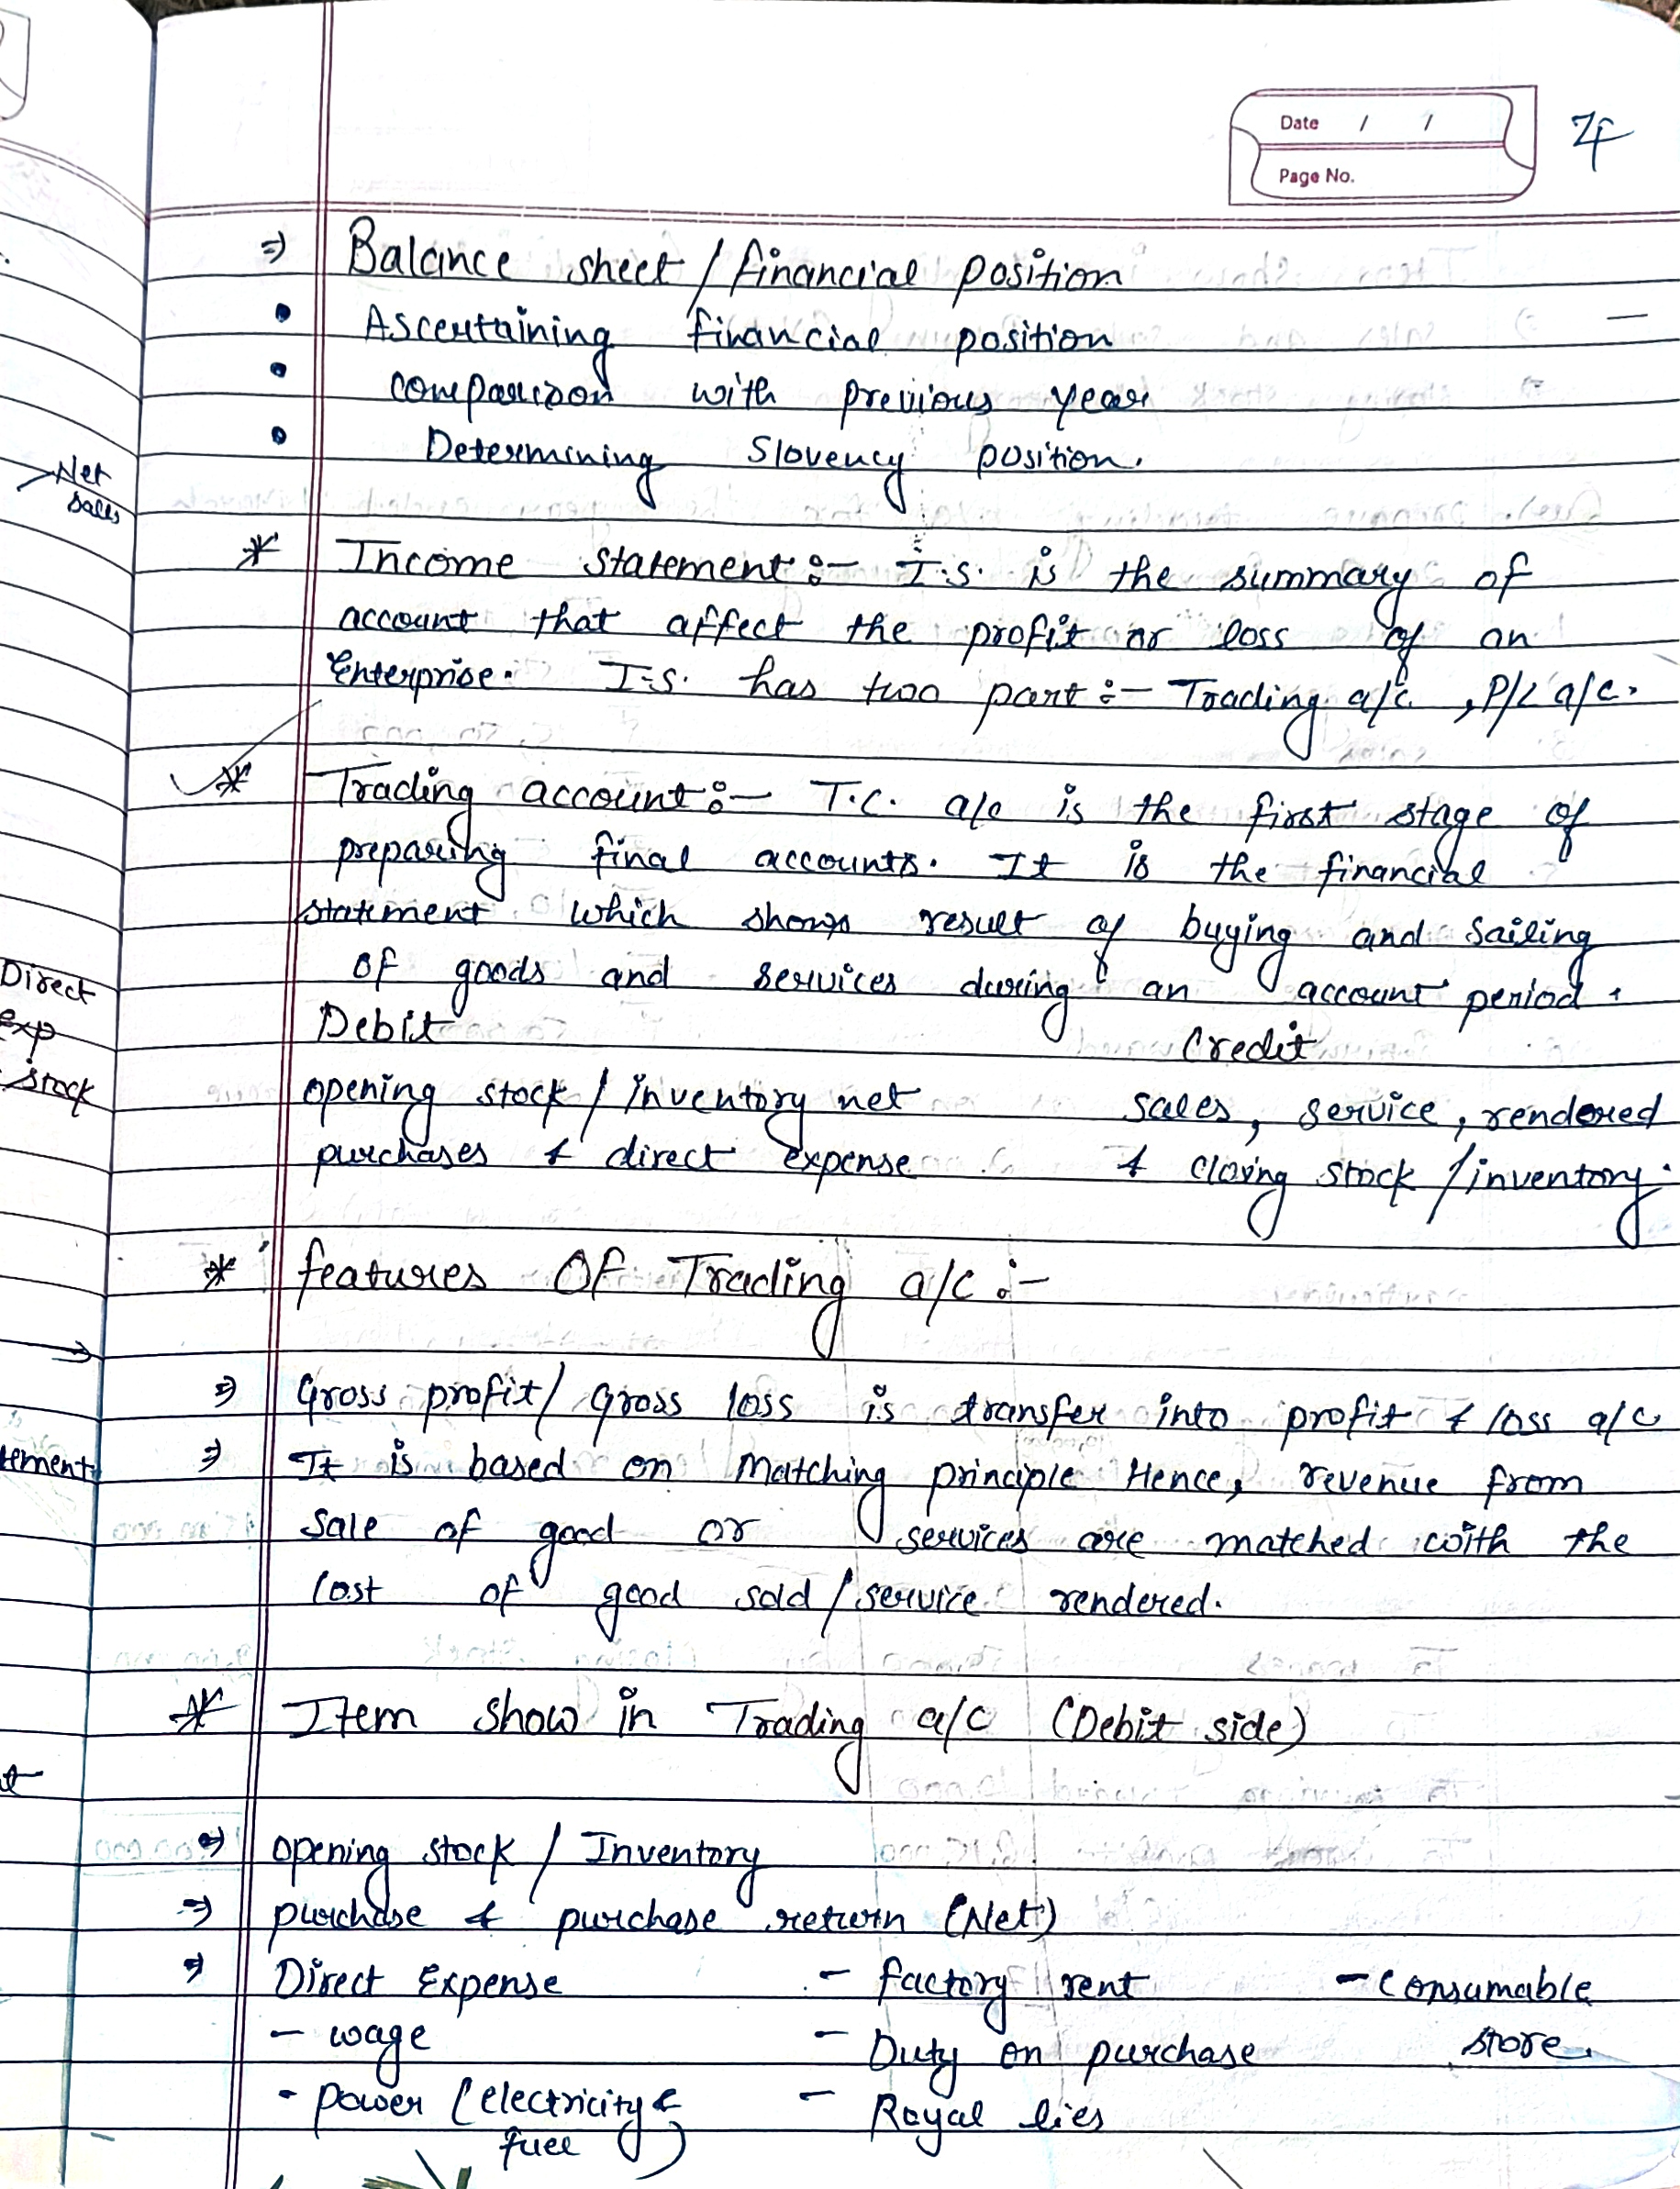 Date / /
Page No.
⇒ Balance sheet / financial position
• Ascertaining financial position
• comparison with previous year
• Determining Slovency position.
Net
sales
* Income statement :- I.S. is the summary of
account that affect the profit or loss of an
Enterprise. I.S. has two part :- Trading a/c, P/L a/c.
* Trading account :- T.C. a/c is the first stage of
preparing final accounts. It is the financial
statement which shows result of buying and Sailing
of goods and services during an account period.
Direct
exp
stock
Debit Credit
opening stock / inventory net sales, service, rendered
purchases & direct expense & closing stock / inventory.
* features Of Trading a/c :-
⇒ Gross profit / gross loss is transfer into profit & loss a/c
⇒ It is based on Matching principle Hence, revenue from
Sale of good or services are matched with the
Cost of good sold / service rendered.
tement
* Item show in Trading a/c (Debit side)
⇒ opening stock / Inventory
⇒ purchase & purchase return (Net)
⇒ Direct Expense - factory rent - Consumable
- wage - Duty on purchase store
- power (electricity & - Royal lies
fuel)